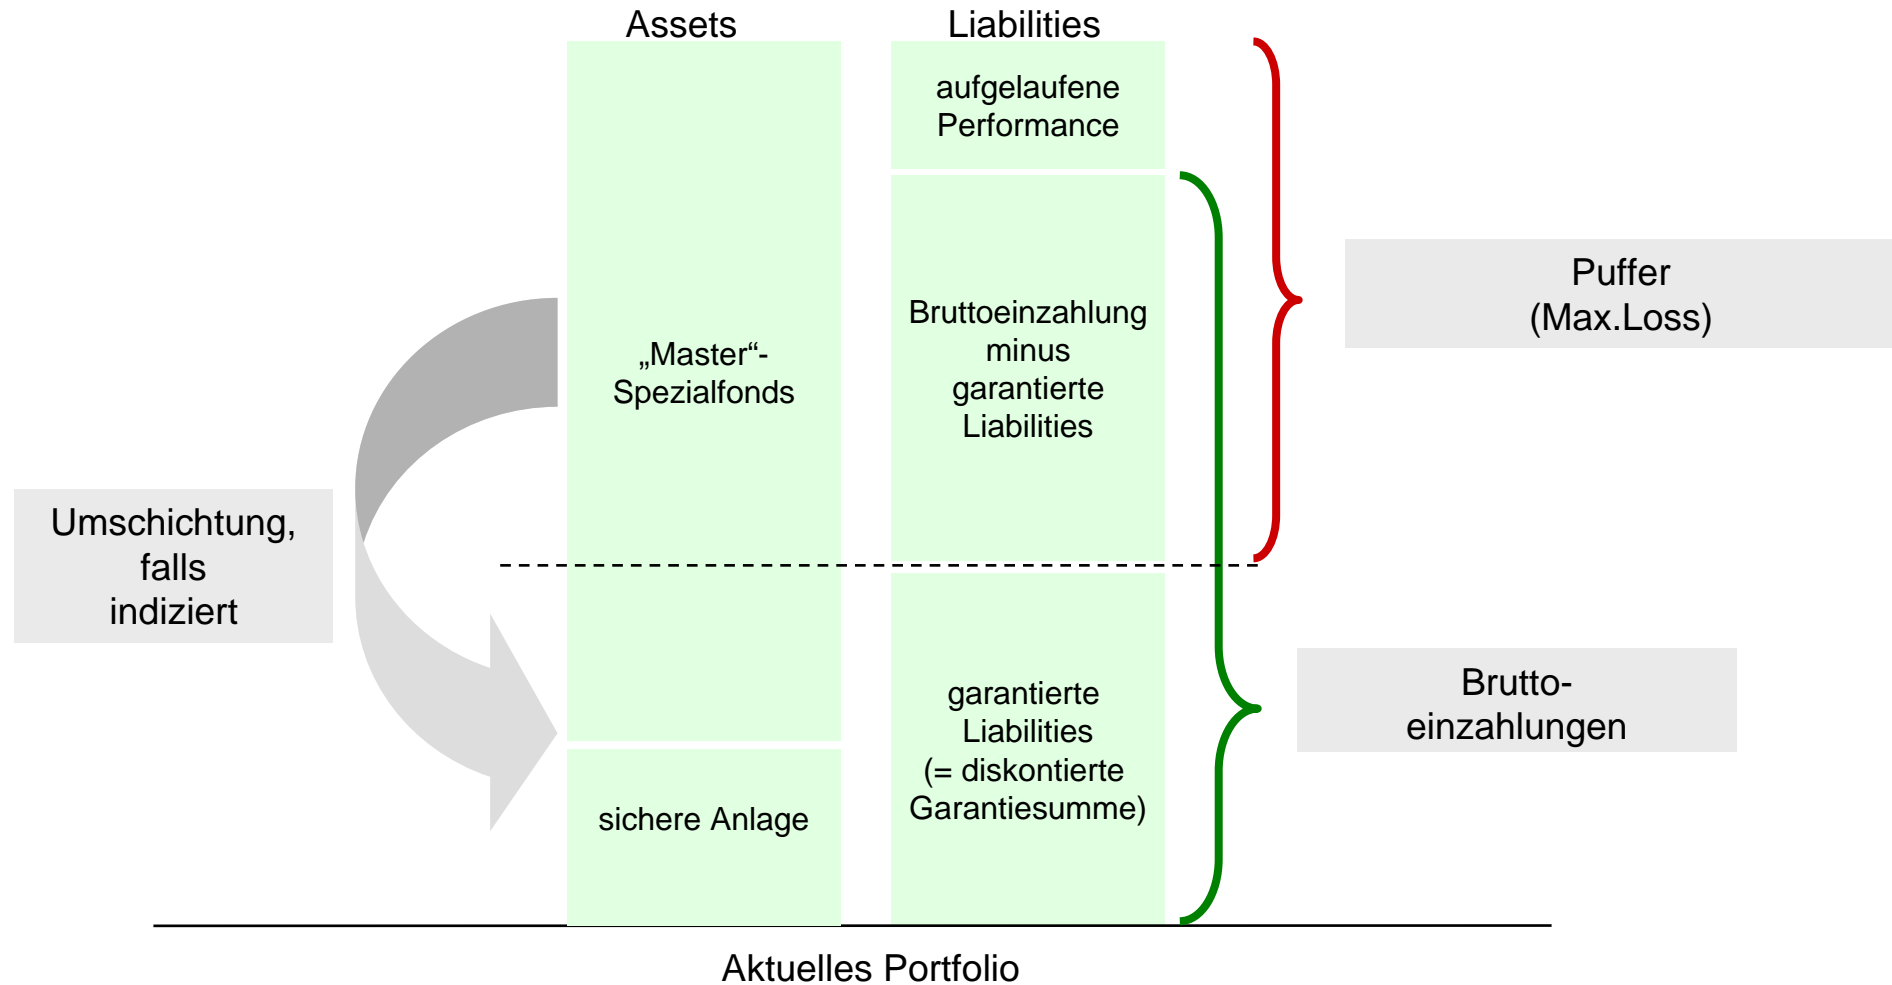 Assets
Liabilities
aufgelaufene
Performance
Bruttoeinzahlung
minus
garantierte
Liabilities
„Master“-
Spezialfonds
Puffer
(Max.Loss)
Umschichtung,
falls
indiziert
garantierte
Liabilities
(= diskontierte
Garantiesumme)
sichere Anlage
Brutto-
einzahlungen
Aktuelles Portfolio